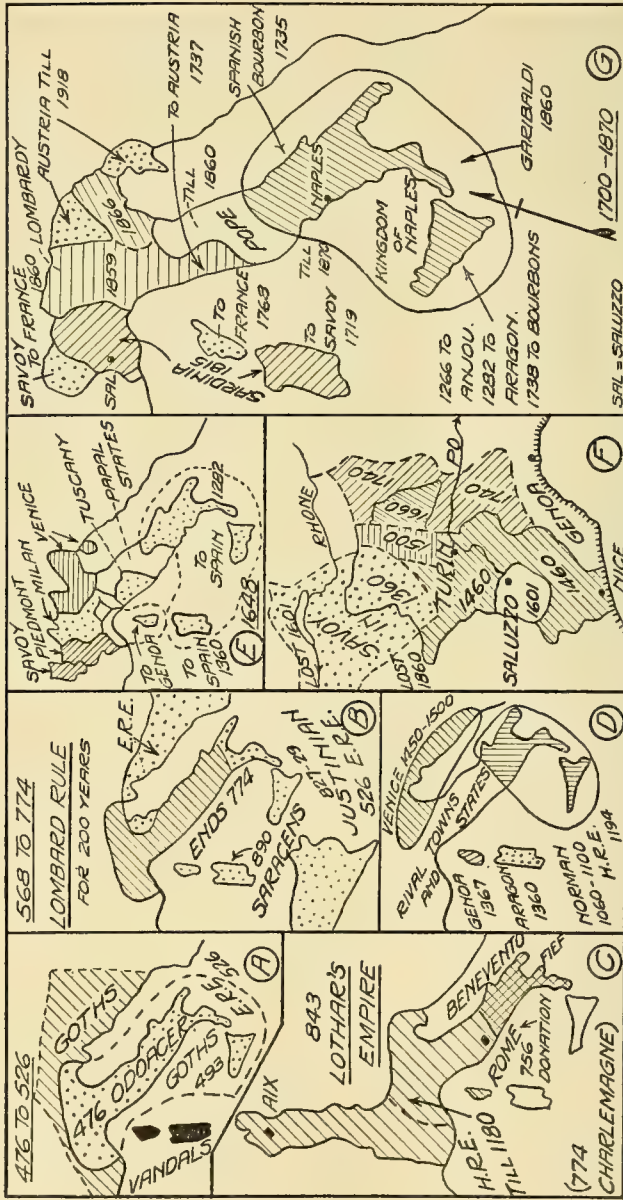 476 TO 526
GOTHS
476 ODOACER
E.R.E.
526
GOTHS
493
VANDALS
A
568 TO 774
LOMBARD RULE
FOR 200 YEARS
E.R.E.
ENDS 774
890
SARACENS
827-29
JUSTINIAN
526 E.R.E.
B
843
LOTHAR'S
EMPIRE
AIX
BENEVENTO
FIEF
ROME
756
DONATION
H.R.E.
TILL 1180
(774
CHARLEMAGNE)
C
VENICE 1450-1500
RIVAL TOWNS
AND STATES
GENOA
1367
ARAGON
1360
NORMAN
1060-1100
H.R.E.
1194
D
SAVOY
PIEDMONT
MILAN
VENICE
TUSCANY
PAPAL
STATES
1282
TO
SPAIN
TO
GENOA
TO
SPAIN
1360
E
1648
RHONE
LOST 1601
SAVOY
IN
1360
LOST
1860
1500
1660
1740
1740
PO
TURIN
1460
SALUZZO
1601
1460
GENOA
NICE
F
SAVOY
TO FRANCE
1860
LOMBARDY
AUSTRIA TILL
1918
1866
1859
SAL
TO AUSTRIA
1737
TILL
1860
POPE
TILL
1870
SPANISH
BOURBON
1735
NAPLES
SARDINIA
1815
TO
FRANCE
1768
TO
SAVOY
1719
KINGDOM
OF
NAPLES
GARIBALDI
1860
1266 TO
ANJOU.
1282 TO
ARAGON.
1738 TO BOURBONS
SAL = SALUZZO
1700-1870
G